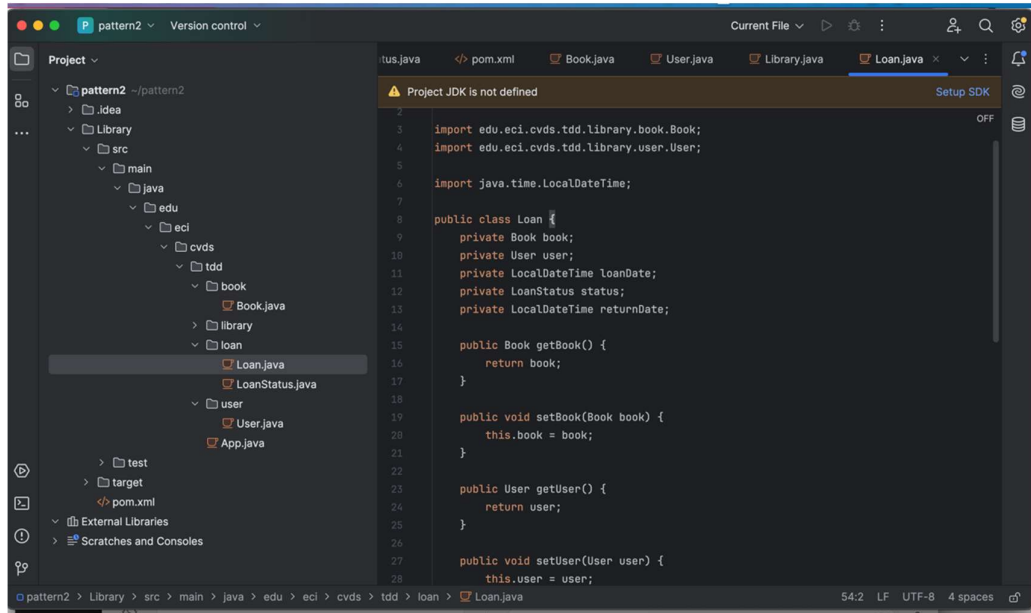 P pattern2 Version control Current File
Project
tus.java pom.xml Book.java User.java Library.java Loan.java
Project JDK is not defined Setup SDK
OFF
pattern2 ~/pattern2
.idea
Library
src
main
java
edu
eci
cvds
tdd
book
Book.java
library
loan
Loan.java
LoanStatus.java
user
User.java
App.java
test
target
pom.xml
External Libraries
Scratches and Consoles
2
3 import edu.eci.cvds.tdd.library.book.Book;
4 import edu.eci.cvds.tdd.library.user.User;
5
6 import java.time.LocalDateTime;
7
8 public class Loan {
9 private Book book;
10 private User user;
11 private LocalDateTime loanDate;
12 private LoanStatus status;
13 private LocalDateTime returnDate;
14
15 public Book getBook() {
16 return book;
17 }
18
19 public void setBook(Book book) {
20 this.book = book;
21 }
22
23 public User getUser() {
24 return user;
25 }
26
27 public void setUser(User user) {
28 this.user = user;
pattern2 > Library > src > main > java > edu > eci > cvds > tdd > loan > Loan.java 54:2 LF UTF-8 4 spaces